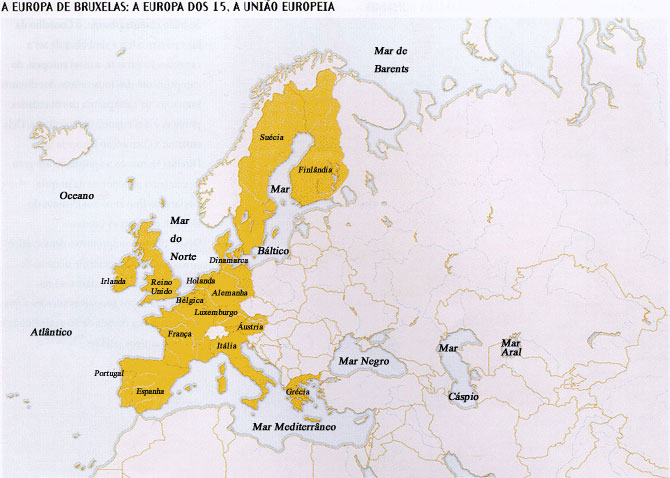 A EUROPA DE BRUXELAS: A EUROPA DOS 15, A UNIÃO EUROPEIA
Mar de
Barents
Suécia
Finlândia
Mar
Oceano
Mar
do
Norte
Báltico
Dinamarca
Irlanda
Reino
Unido
Holanda
Alemanha
Bélgica
Luxemburgo
Atlântico
França
Áustria
Itália
Mar Negro
Mar
Mar
Aral
Portugal
Espanha
Grécia
Cáspio
Mar Mediterrânco